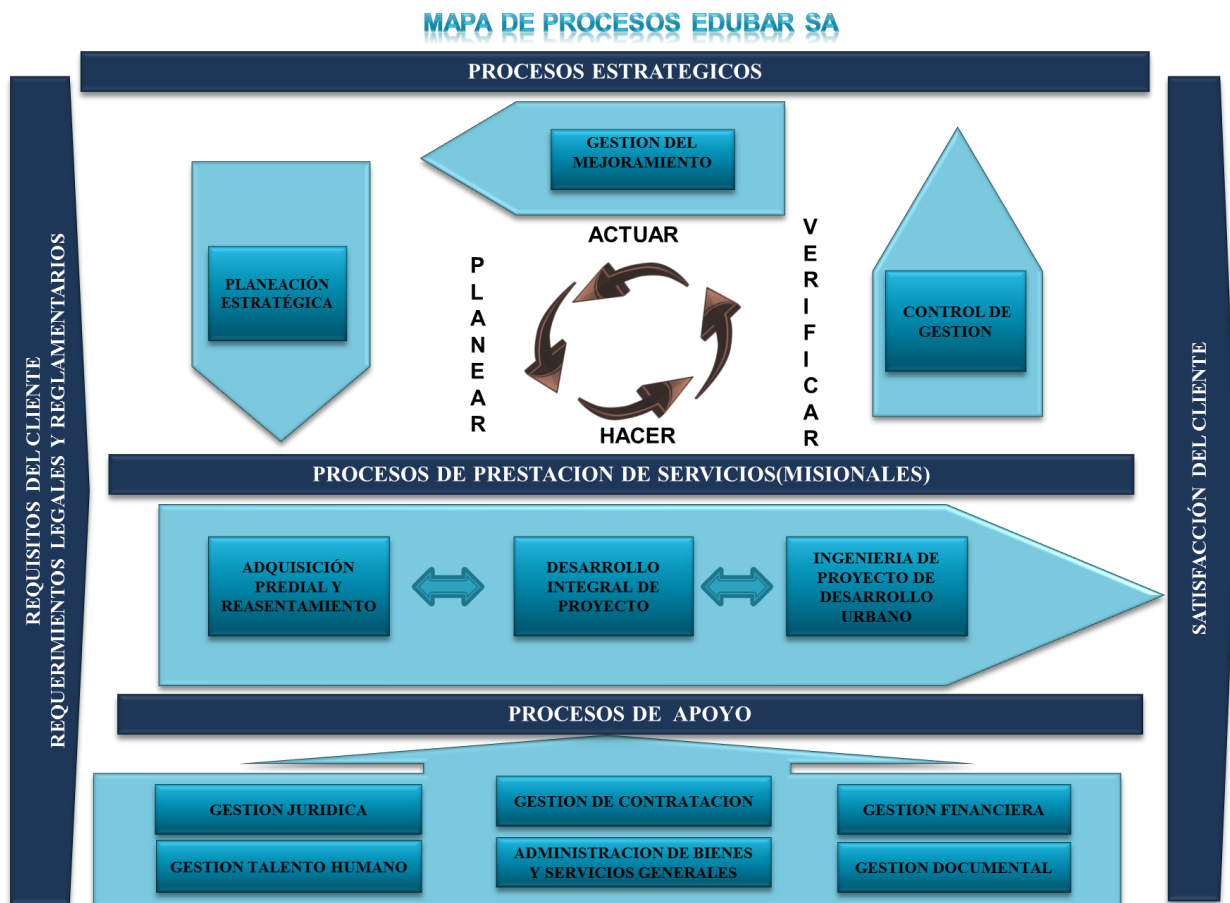 MAPA DE PROCESOS EDUBAR SA
PROCESOS ESTRATEGICOS
REQUISITOS DEL CLIENTE
REQUERIMIENTOS LEGALES Y REGLAMENTARIOS
PLANEACIÓN
ESTRATÉGICA
GESTION DEL
MEJORAMIENTO
ACTUAR
PLANEAR
VERIFICAR
HACER
CONTROL DE
GESTION
PROCESOS DE PRESTACION DE SERVICIOS(MISIONALES)
ADQUISICIÓN
PREDIAL Y
REASENTAMIENTO
DESARROLLO
INTEGRAL DE
PROYECTO
INGENIERIA DE
PROYECTO DE
DESARROLLO
URBANO
PROCESOS DE APOYO
GESTION JURIDICA
GESTION DE CONTRATACION
GESTION FINANCIERA
GESTION TALENTO HUMANO
ADMINISTRACION DE BIENES
Y SERVICIOS GENERALES
GESTION DOCUMENTAL
SATISFACCIÓN DEL CLIENTE